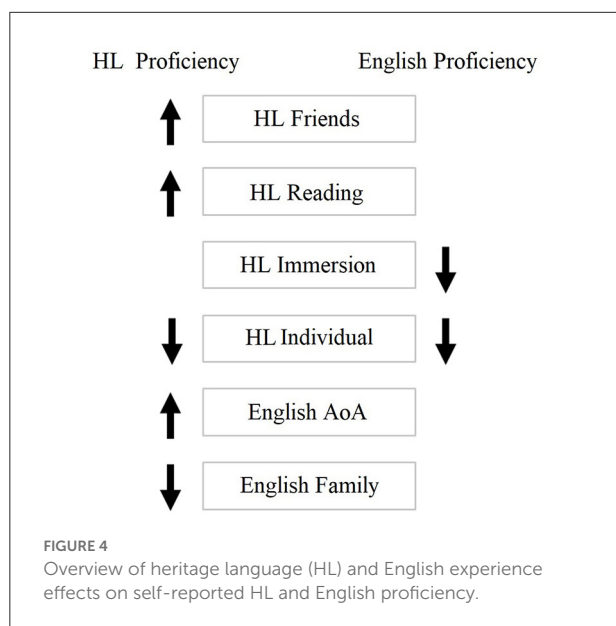 HL Proficiency English Proficiency
HL Friends
HL Reading
HL Immersion
HL Individual
English AoA
English Family
FIGURE 4
Overview of heritage language (HL) and English experience
effects on self-reported HL and English proficiency.